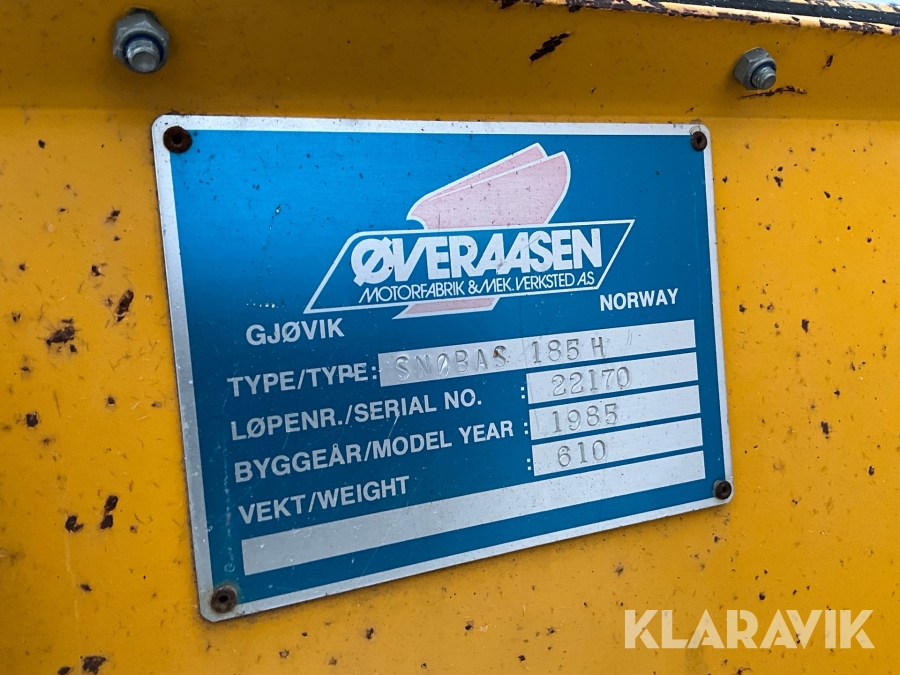 ØVERAASEN
MOTORFABRIK & MEK. VERKSTED A.S
GJØVIK NORWAY
TYPE/TYPE: SNØBAS 185 H
LØPENR./SERIAL NO. : 22170
BYGGEÅR/MODEL YEAR : 1985
VEKT/WEIGHT : 610
KLARAVIK